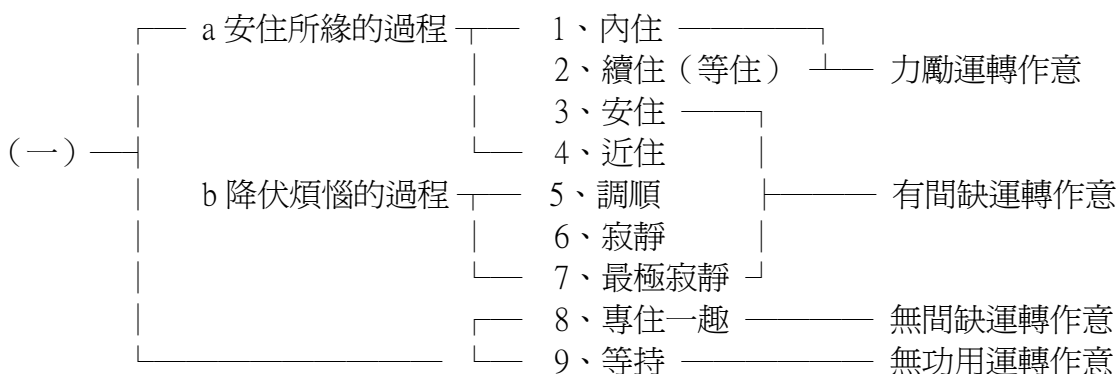 a 安住所緣的過程 1、內住
2、續住（等住） 力勵運轉作意
3、安住
（一） 4、近住
b 降伏煩惱的過程 5、調順 有間缺運轉作意
6、寂靜
7、最極寂靜
8、專住一趣 無間缺運轉作意
9、等持 無功用運轉作意